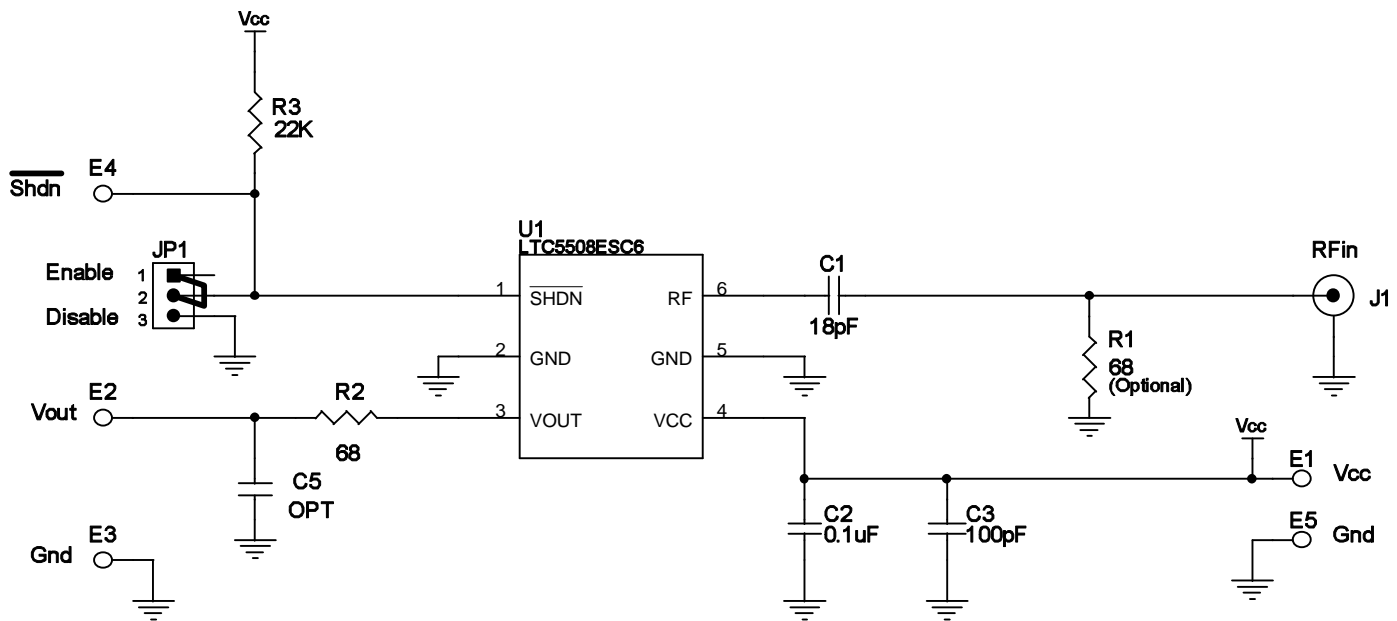 Vcc
R3
22K
E4
Shdn
JP1
Enable
1
2
Disable
3
U1
LTC5508ESC6
1
SHDN
RF
6
2
GND
GND
5
3
VOUT
VCC
4
C1
18pF
RFin
J1
R1
68
(Optional)
E2
Vout
R2
68
C5
OPT
E3
Gnd
Vcc
E1
Vcc
C2
0.1uF
C3
100pF
E5
Gnd